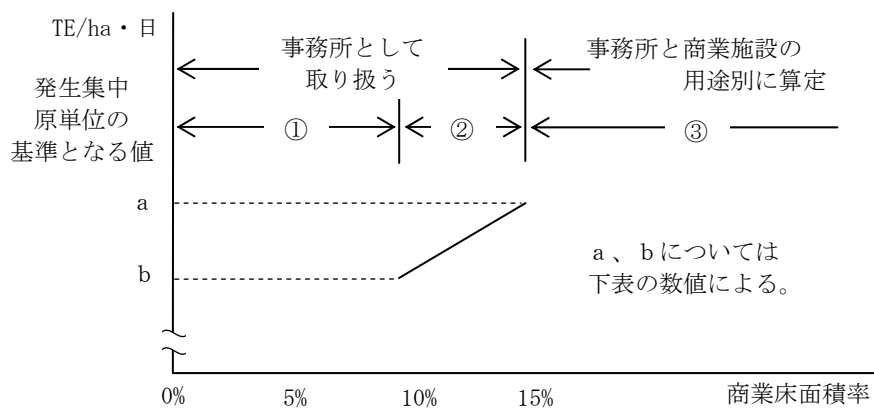 TE/ha・日
発生集中
原単位の
基準となる値
事務所として
取り扱う
事務所と商業施設の
用途別に算定
①
②
③
a
b
a、bについては
下表の数値による。
0%
5%
10%
15%
商業床面積率